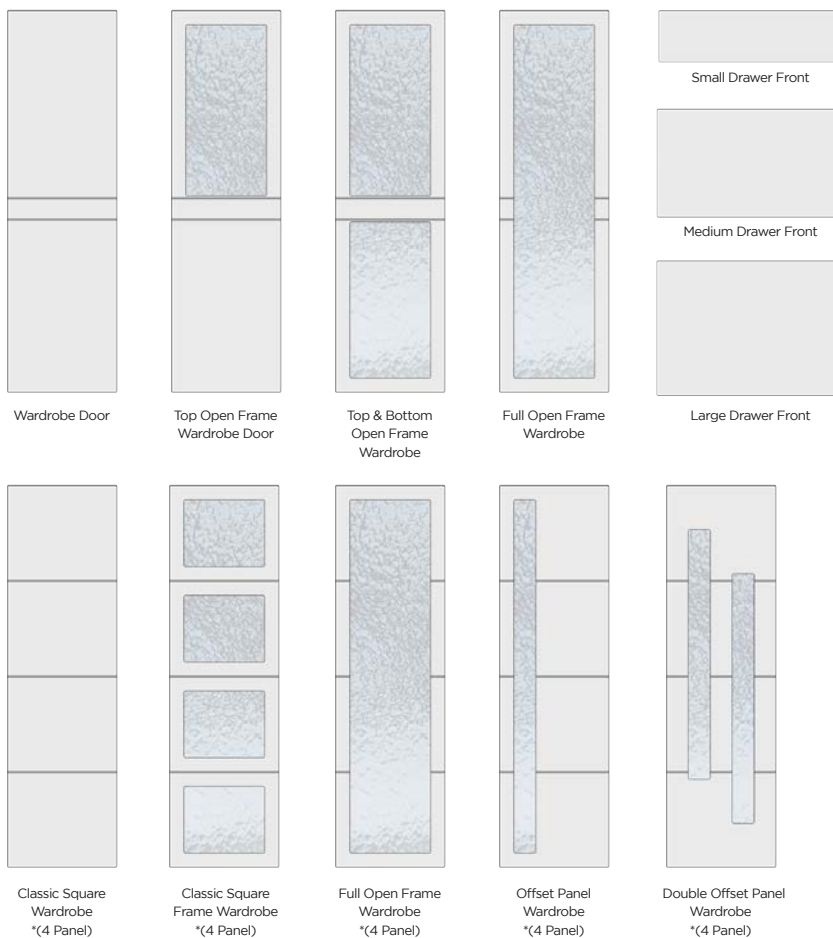 Small Drawer Front
Medium Drawer Front
Large Drawer Front
Wardrobe Door
Top Open Frame
Wardrobe Door
Top & Bottom
Open Frame
Wardrobe
Full Open Frame
Wardrobe
Classic Square
Wardrobe
*(4 Panel)
Classic Square
Frame Wardrobe
*(4 Panel)
Full Open Frame
Wardrobe
*(4 Panel)
Offset Panel
Wardrobe
*(4 Panel)
Double Offset Panel
Wardrobe
*(4 Panel)